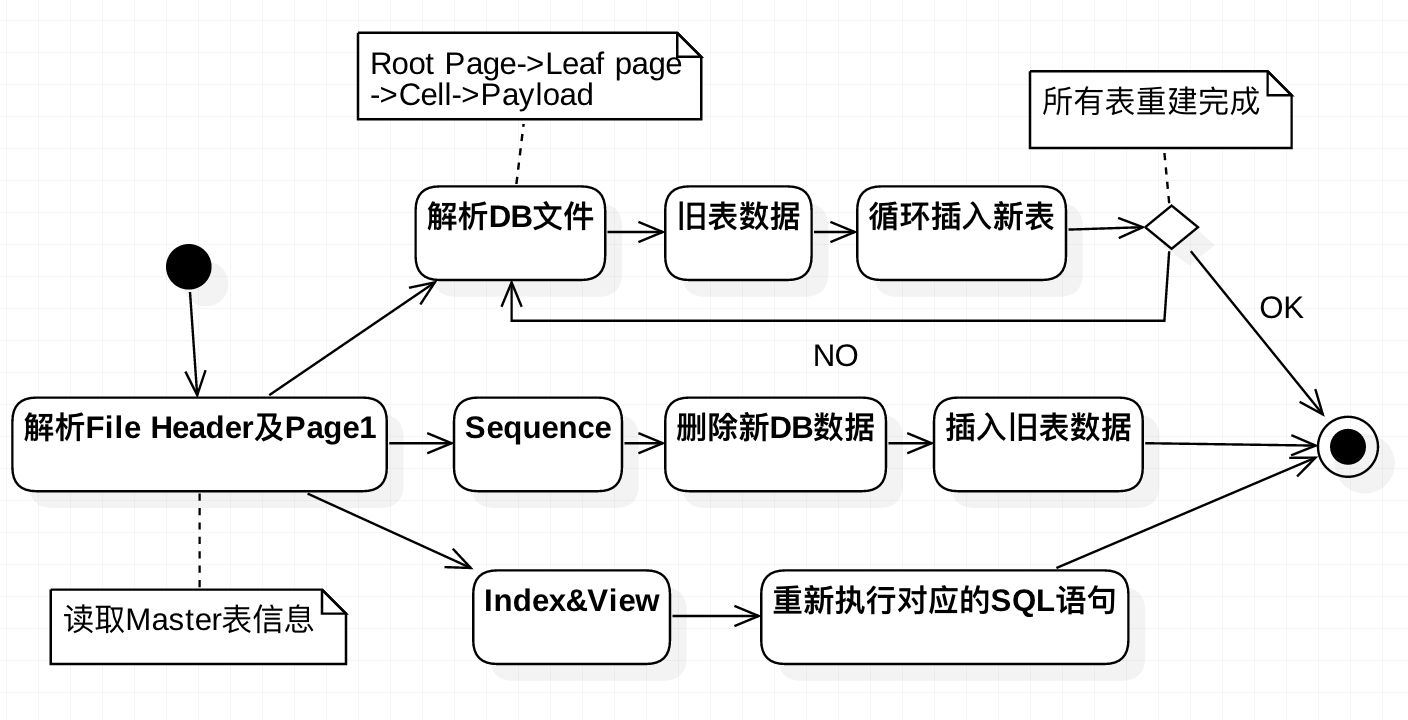 Root Page->Leaf page
->Cell->Payload
所有表重建完成
解析DB文件
旧表数据
循环插入新表
OK
NO
解析File Header及Page1
Sequence
删除新DB数据
插入旧表数据
Index&View
重新执行对应的SQL语句
读取Master表信息